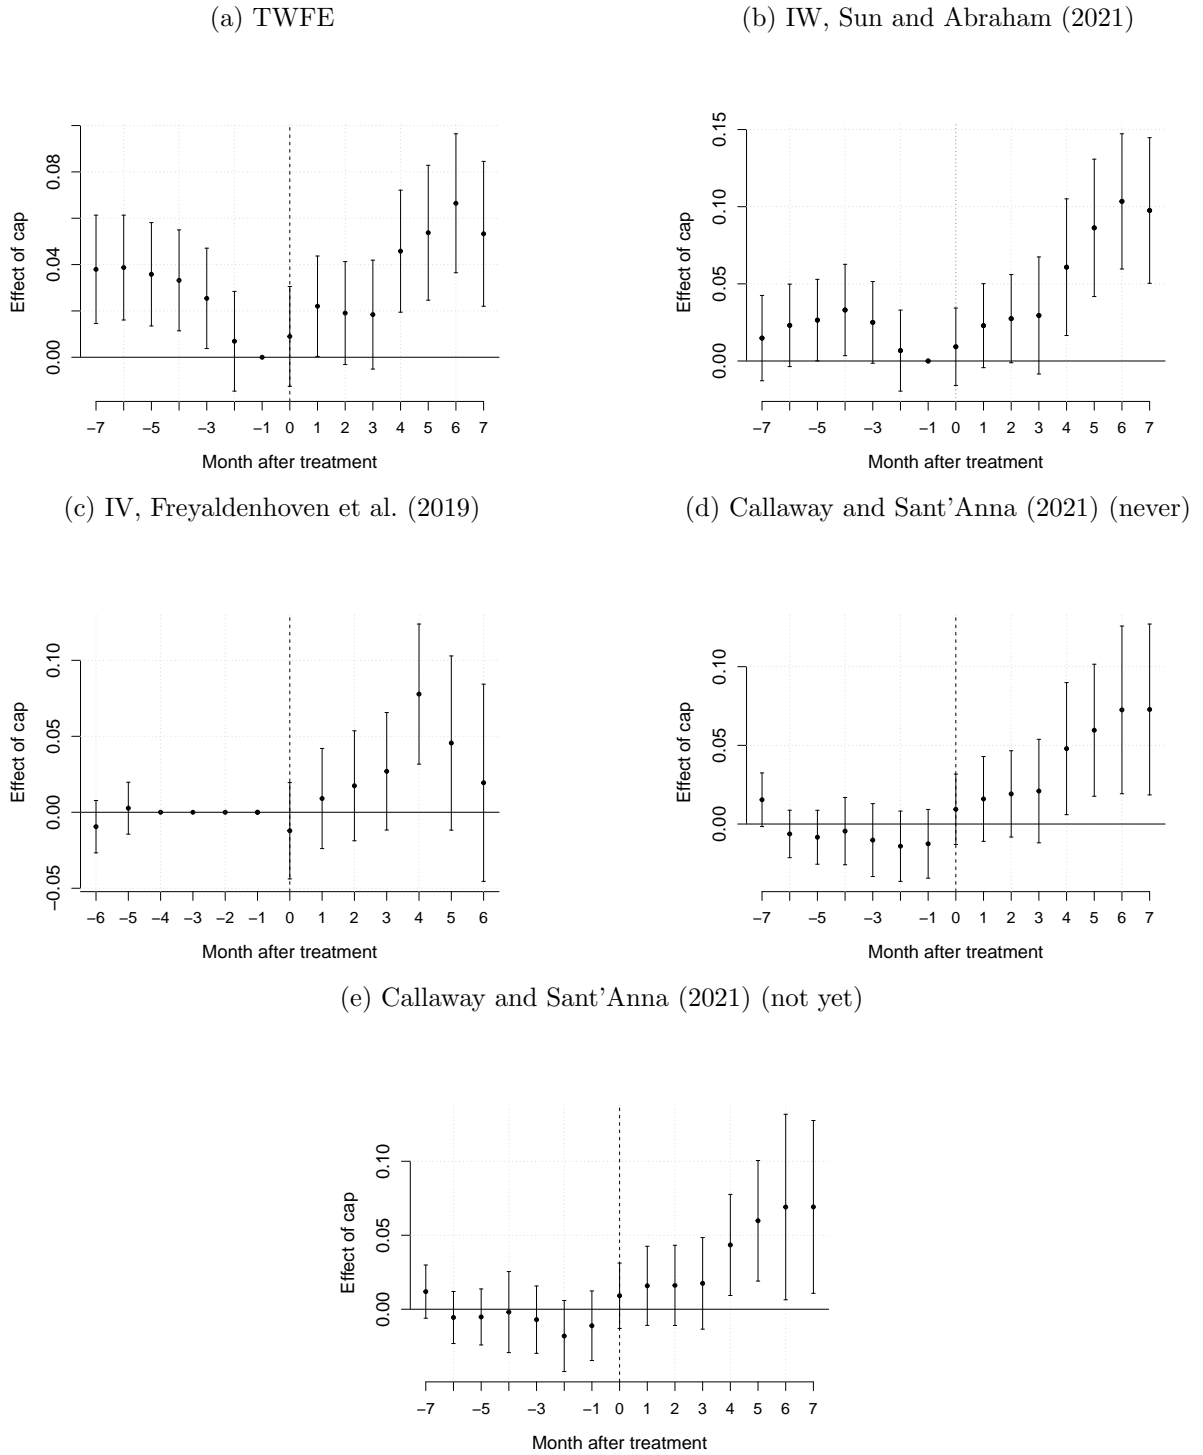 (a) TWFE
0.08
0.04
0.00
Effect of cap
−7 −5 −3 −1 0 1 2 3 4 5 6 7
Month after treatment
(b) IW, Sun and Abraham (2021)
0.15
0.10
0.05
0.00
Effect of cap
−7 −5 −3 −1 0 1 2 3 4 5 6 7
Month after treatment
(c) IV, Freyaldenhoven et al. (2019)
0.10
0.05
0.00
−0.05
Effect of cap
−6 −5 −4 −3 −2 −1 0 1 2 3 4 5 6
Month after treatment
(d) Callaway and Sant'Anna (2021) (never)
0.10
0.05
0.00
Effect of cap
−7 −5 −3 −1 0 1 2 3 4 5 6 7
Month after treatment
(e) Callaway and Sant'Anna (2021) (not yet)
0.10
0.05
0.00
Effect of cap
−7 −5 −3 −1 0 1 2 3 4 5 6 7
Month after treatment